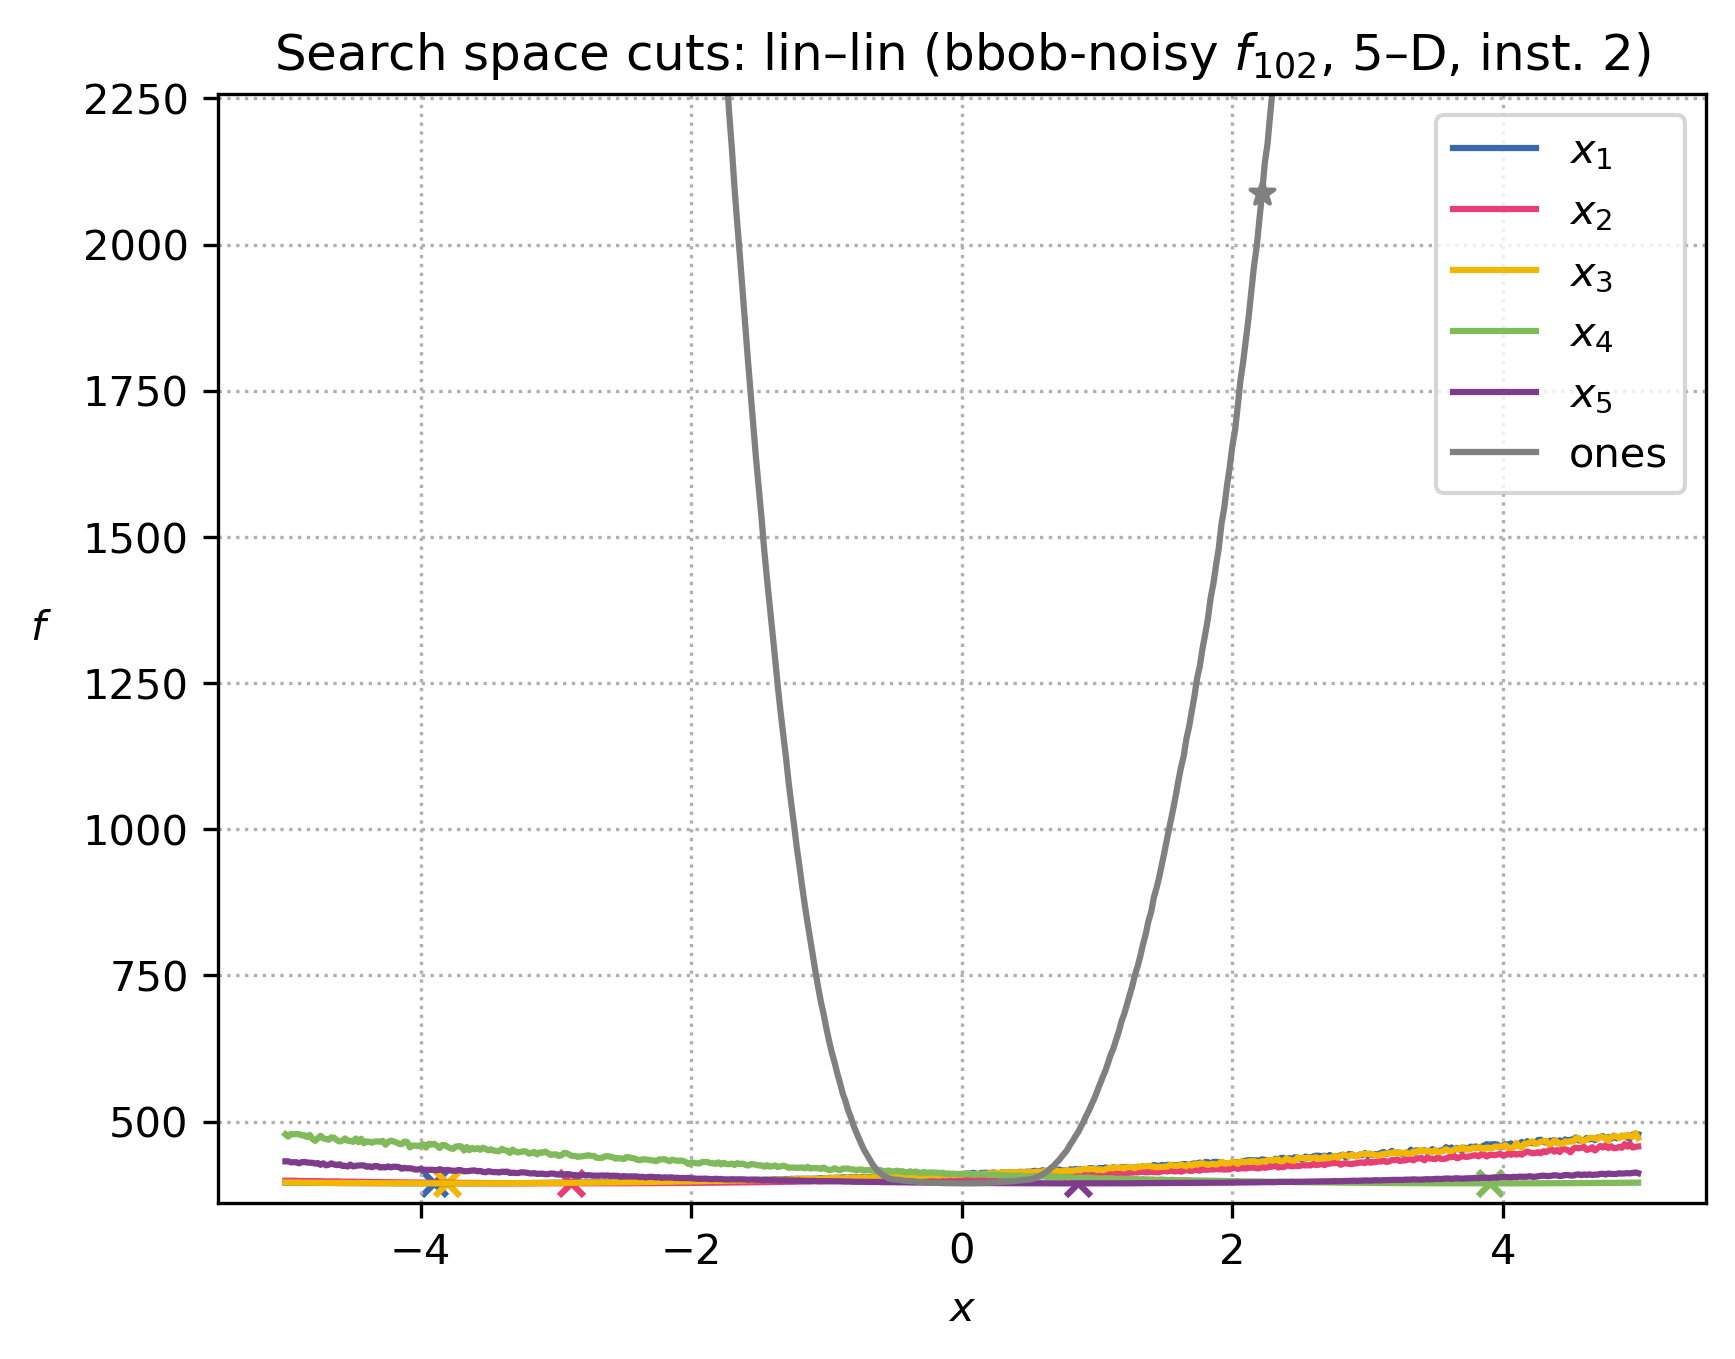 Search space cuts: lin–lin (bbob-noisy f₁₀₂, 5–D, inst. 2)
2250
2000
1750
1500
1250
1000
750
500
f
x₁
x₂
x₃
x₄
x₅
ones
−4
−2
0
2
4
x